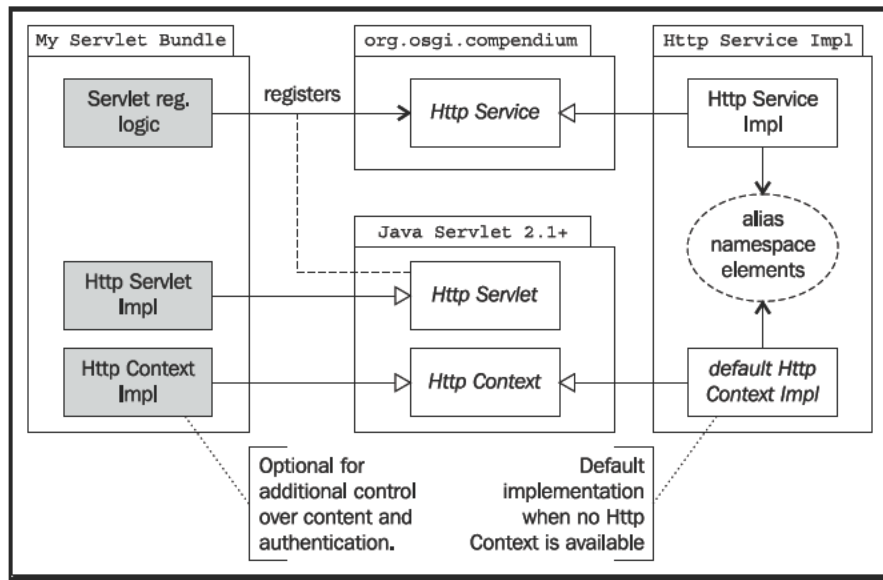 My Servlet Bundle
org.osgi.compendium
Http Service Impl
Servlet reg.
logic
registers
Http Service
Http Service
Impl
alias
namespace
elements
Java Servlet 2.1+
Http Servlet
Impl
Http Servlet
Http Context
Impl
Http Context
default Http
Context Impl
Optional for
additional control
over content and
authentication.
Default
implementation
when no Http
Context is available